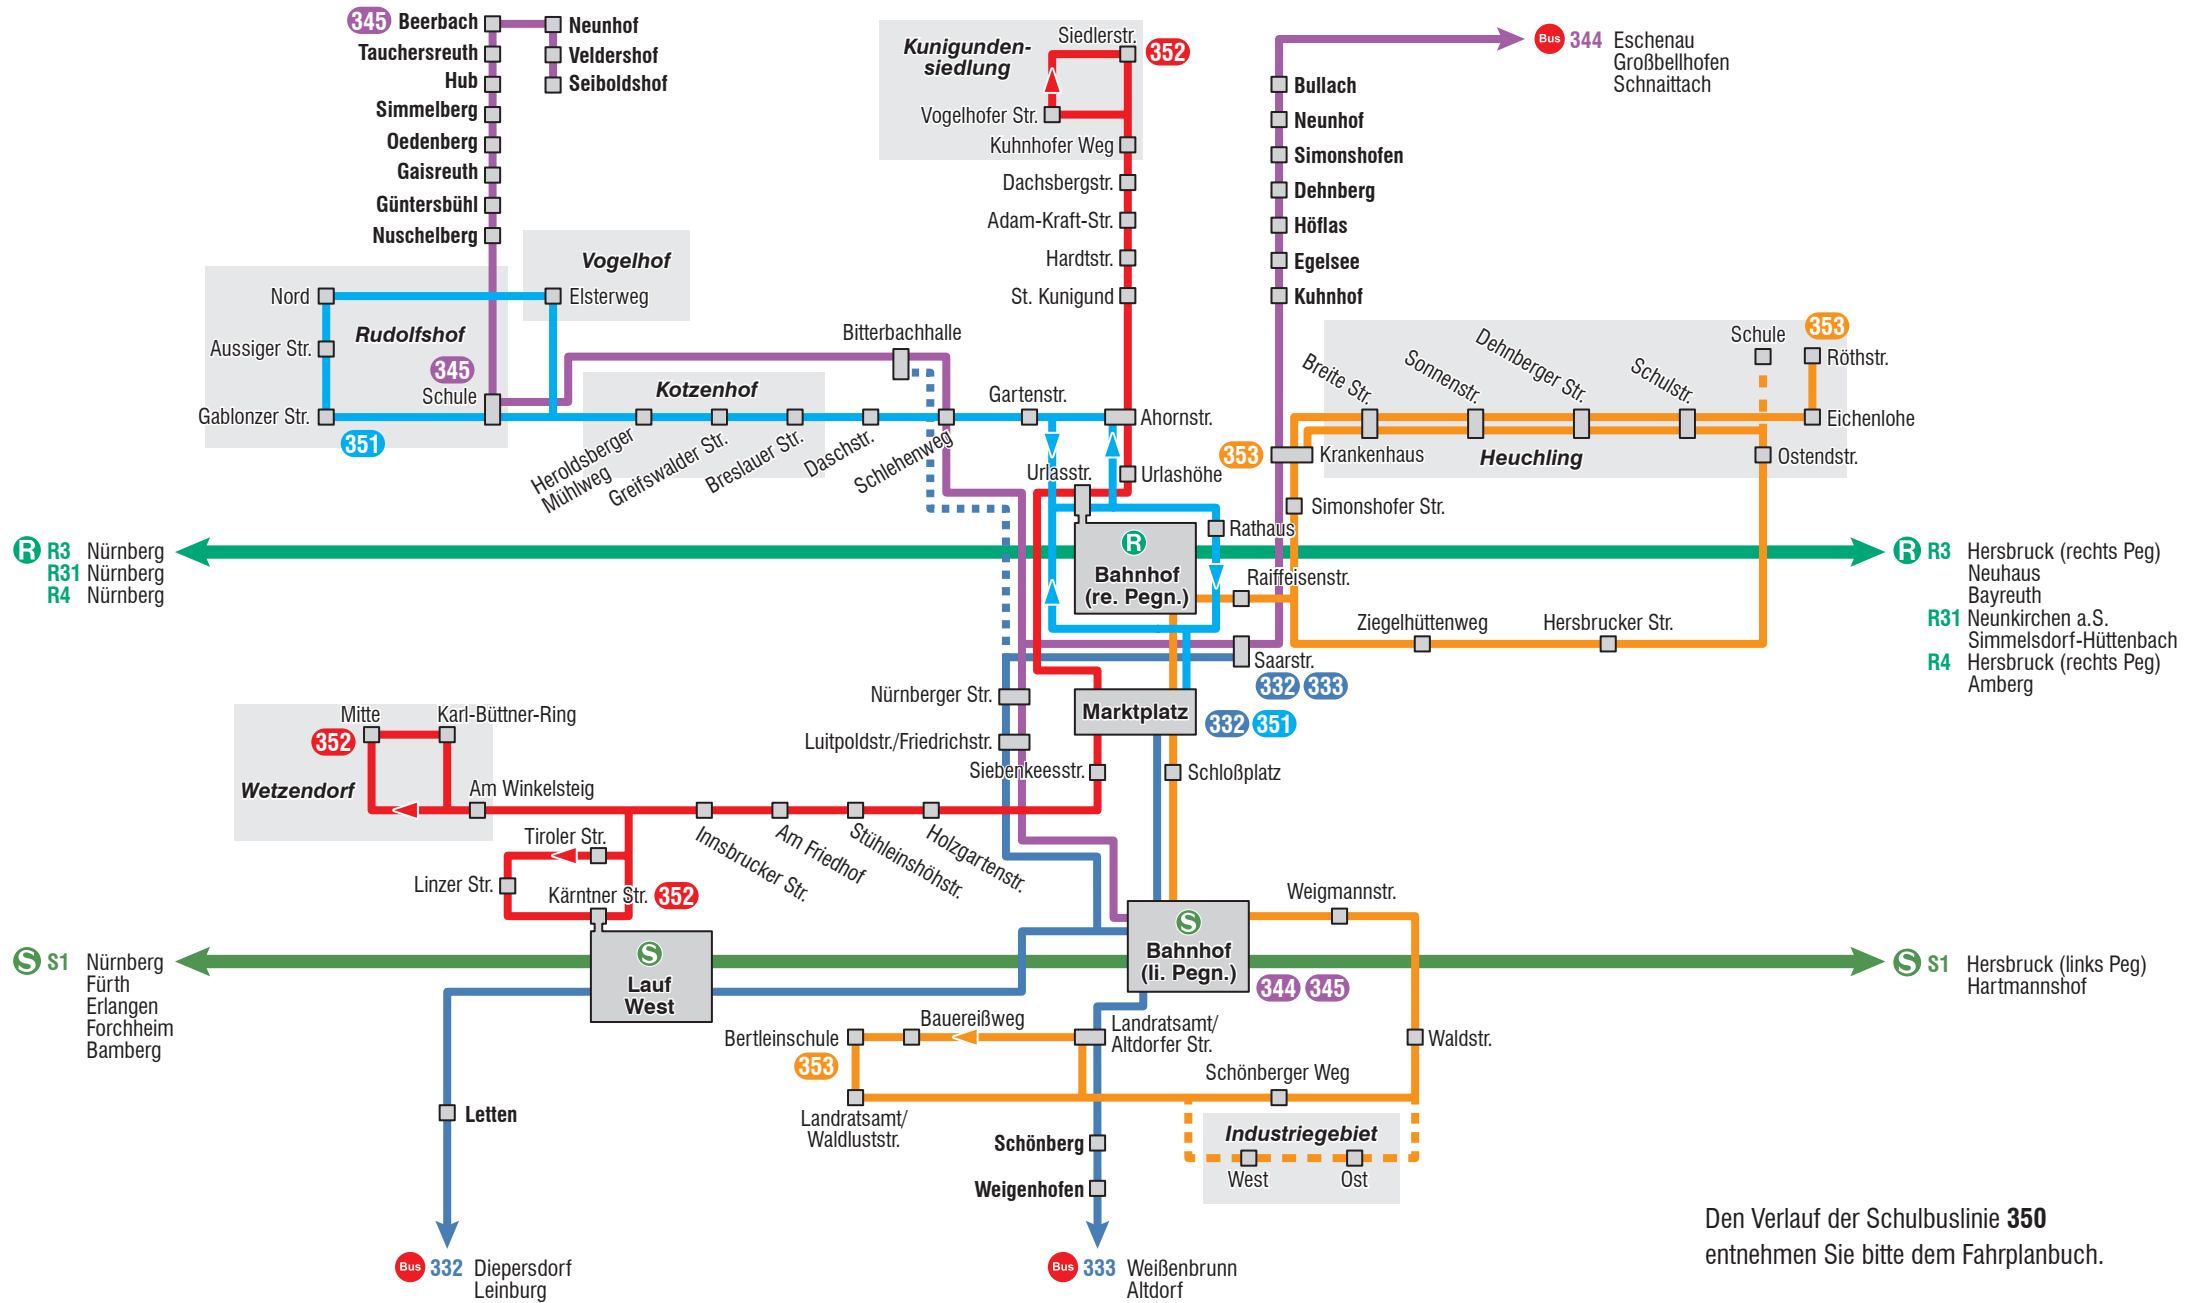 345 Beerbach
Tauchersreuth
Hub
Simmelberg
Oedenberg
Gaisreuth
Güntersbühl
Nuschelberg
Neunhof
Veldershof
Seiboldshof
Vogelhof
Elsterweg
Nord
Aussiger Str.
Gablonzer Str.
Rudolfshof
345
Schule
351
Kotzenhof
Heroldsberger
Mühlweg
Greifswalder Str.
Breslauer Str.
Daschstr.
Schlehenweg
Bitterbachhalle
Gartenstr.
Ahornstr.
Kunigunden-
siedlung
Siedlerstr.
352
Vogelhofer Str.
Kuhnhofer Weg
Dachsbergstr.
Adam-Kraft-Str.
Hardtstr.
St. Kunigund
Urlasstr.
Urlashöhe
Rathaus
Bus 344 Eschenau
Großbellhofen
Schnaittach
Bullach
Neunhof
Simonshofen
Dehnberg
Höflas
Egelsee
Kuhnhof
Breite Str.
Sonnenstr.
Dehnberger Str.
Schulstr.
Schule
353
Röthstr.
Eichenlohe
Ostendstr.
Heuchling
353
Krankenhaus
Simonshofer Str.
R R3 Nürnberg
R31 Nürnberg
R4 Nürnberg
R
Bahnhof
(re. Pegn.)
Raiffeisenstr.
Ziegelhüttenweg
Hersbrucker Str.
Saarstr.
332 333
R R3 Hersbruck (rechts Peg)
Neuhaus
Bayreuth
R31 Neunkirchen a.S.
Simmelsdorf-Hüttenbach
R4 Hersbruck (rechts Peg)
Amberg
Nürnberger Str.
Luitpoldstr./Friedrichstr.
Siebenkeesstr.
Marktplatz
332 351
Schloßplatz
Mitte
Karl-Büttner-Ring
352
Wetzendorf
Am Winkelsteig
Tiroler Str.
Linzer Str.
Kärntner Str.
352
Innsbrucker Str.
Am Friedhof
Stühleinshöhstr.
Holzgartenstr.
S S1 Nürnberg
Fürth
Erlangen
Forchheim
Bamberg
S
Lauf
West
S
Bahnhof
(li. Pegn.)
344 345
Weigmannstr.
Waldstr.
S S1 Hersbruck (links Peg)
Hartmannshof
Bertleinschule
353
Bauereißweg
Landratsamt/
Altdorfer Str.
Schönberger Weg
Landratsamt/
Waldluststr.
Industriegebiet
West
Ost
Letten
Schönberg
Weigenhofen
Bus 332 Diepersdorf
Leinburg
Bus 333 Weißenbrunn
Altdorf
Den Verlauf der Schulbuslinie 350
entnehmen Sie bitte dem Fahrplanbuch.